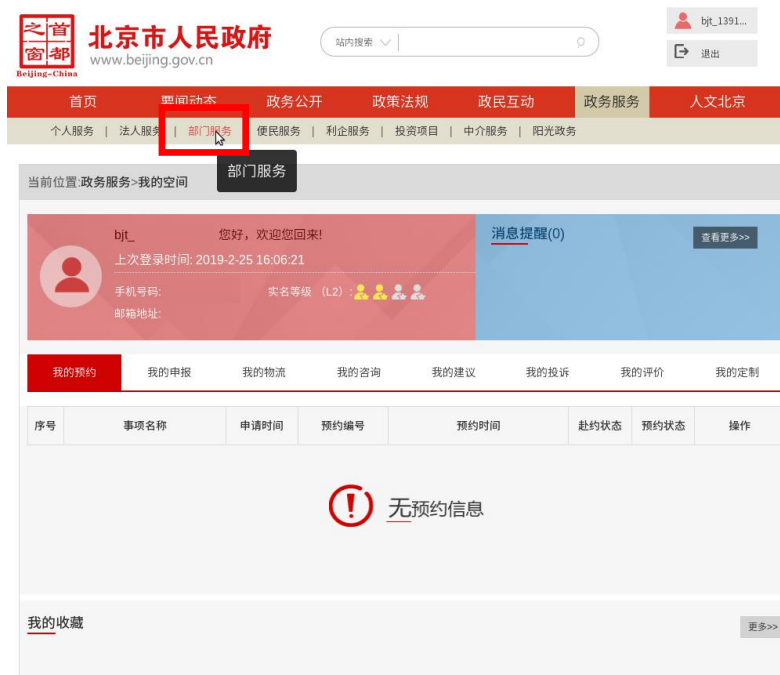 之首
窗都
Beijing-China
北京市人民政府
www.beijing.gov.cn
站内搜索
bjt_1391...
退出
首页 要闻动态 政务公开 政策法规 政民互动 政务服务 人文北京
个人服务 | 法人服务 | 部门服务 便民服务 | 利企服务 | 投资项目 | 中介服务 | 阳光政务
部门服务
当前位置:政务服务>我的空间
bjt_ 您好，欢迎您回来!
上次登录时间: 2019-2-25 16:06:21
手机号码: 实名等级 （L2）:
邮箱地址:
消息提醒(0)
查看更多>>
我的预约 我的申报 我的物流 我的咨询 我的建议 我的投诉 我的评价 我的定制
序号 事项名称 申请时间 预约编号 预约时间 赴约状态 预约状态 操作
无预约信息
我的收藏
更多>>